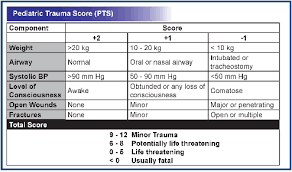 Pediatric Trauma Score (PTS)
Component Score
+2 +1 -1
Weight >20 kg 10 - 20 kg < 10 kg
Airway Normal Oral or nasal airway Intubated or tracheostomy
Systolic BP >90 mm Hg 50 - 90 mm Hg <50 mm Hg
Level of Consciousness Awake Obtunded or any loss of consciousness Comatose
Open Wounds None Minor Major or penetrating
Fractures None Minor Open or multiple
Total Score
9 - 12 Minor Trauma
6 - 8 Potentially life threatening
0 - 5 Life threatening
< 0 Usually fatal